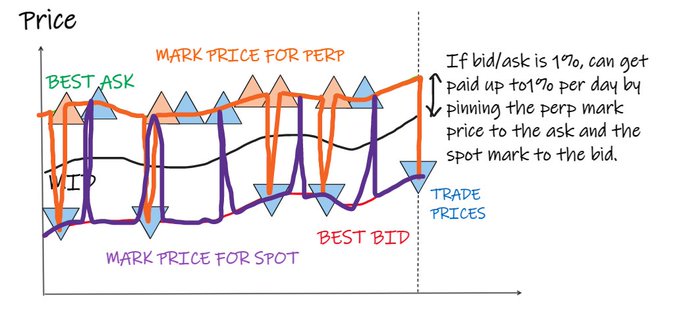 Price
MARK PRICE FOR PERP
BEST ASK
If bid/ask is 1%, can get
paid up to1% per day by
pinning the perp mark
price to the ask and the
spot mark to the bid.
MID
TRADE
PRICES
BEST BID
MARK PRICE FOR SPOT